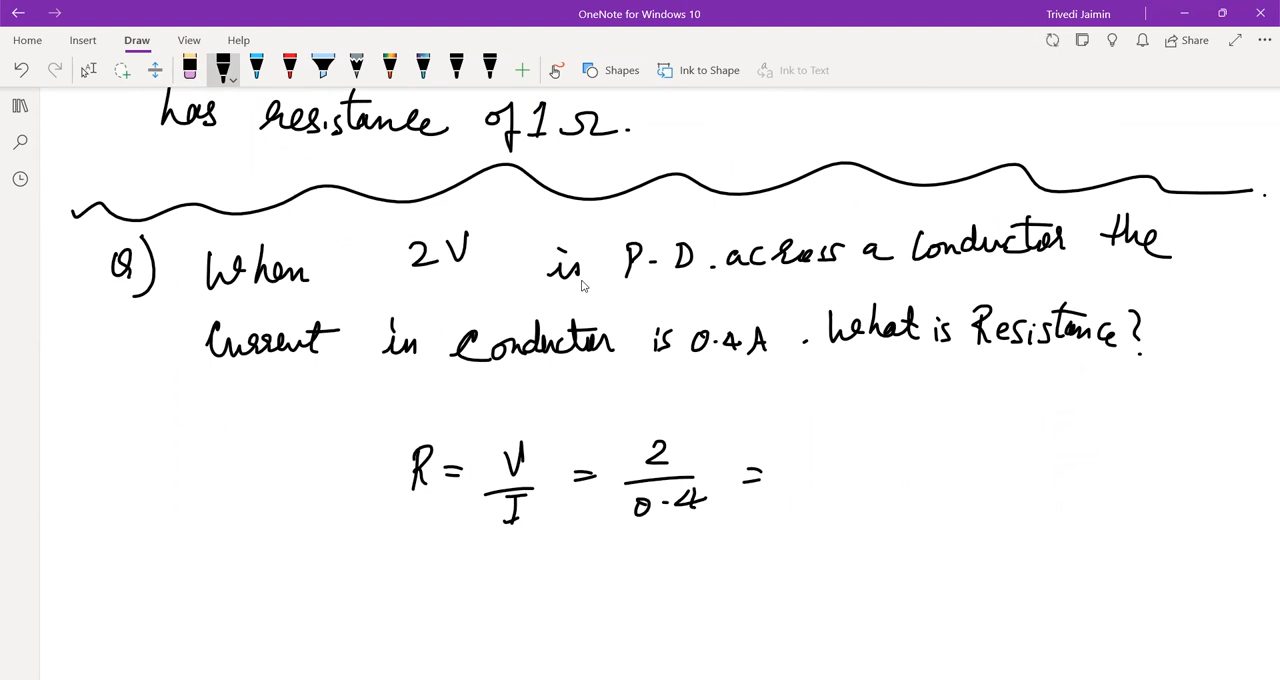 OneNote for Windows 10
Trivedi Jaimin
Home Insert Draw View Help
Share
Shapes Ink to Shape Ink to Text
has resistance of 1 Ω.
Q) When 2V is P-D. across a conductor the
current in conductor is 0.4A. What is Resistance?
R = V/I = 2/0.4 =